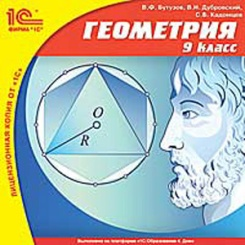 1С®
ФИРМА "1С"
В.Ф. Бутузов, В.Н. Дубровский,
С.Б. Кадомцев
ГЕОМЕТРИЯ
9 класс
ЛИЦЕНЗИОННАЯ КОПИЯ ОТ «1С»
O
R
Выполнено на платформе «1С:Образование 4. Дом»